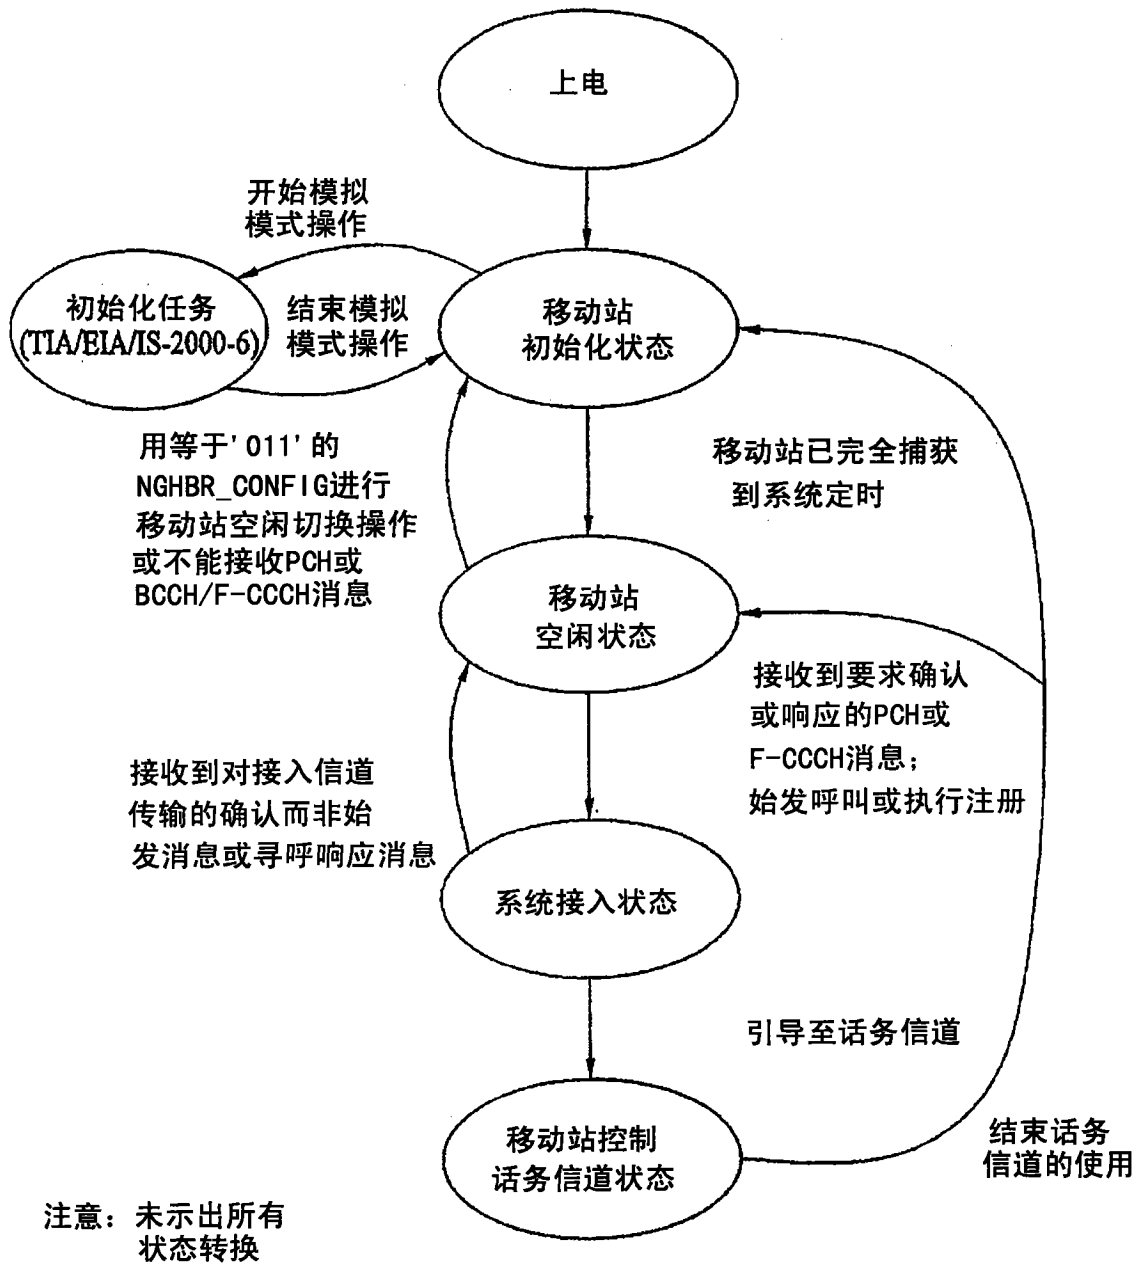 上电
开始模拟
模式操作
初始化任务
(TIA/EIA/IS-2000-6)
结束模拟
模式操作
移动站
初始化状态
用等于'011'的
NGHBR_CONFIG进行
移动站空闲切换操作
或不能接收PCH或
BCCH/F-CCCH消息
移动站已完全捕获
到系统定时
移动站
空闲状态
接收到要求确认
或响应的PCH或
F-CCCH消息；
始发呼叫或执行注册
接收到对接入信道
传输的确认而非始
发消息或寻呼响应消息
系统接入状态
引导至话务信道
移动站控制
话务信道状态
结束话务
信道的使用
注意：未示出所有
状态转换